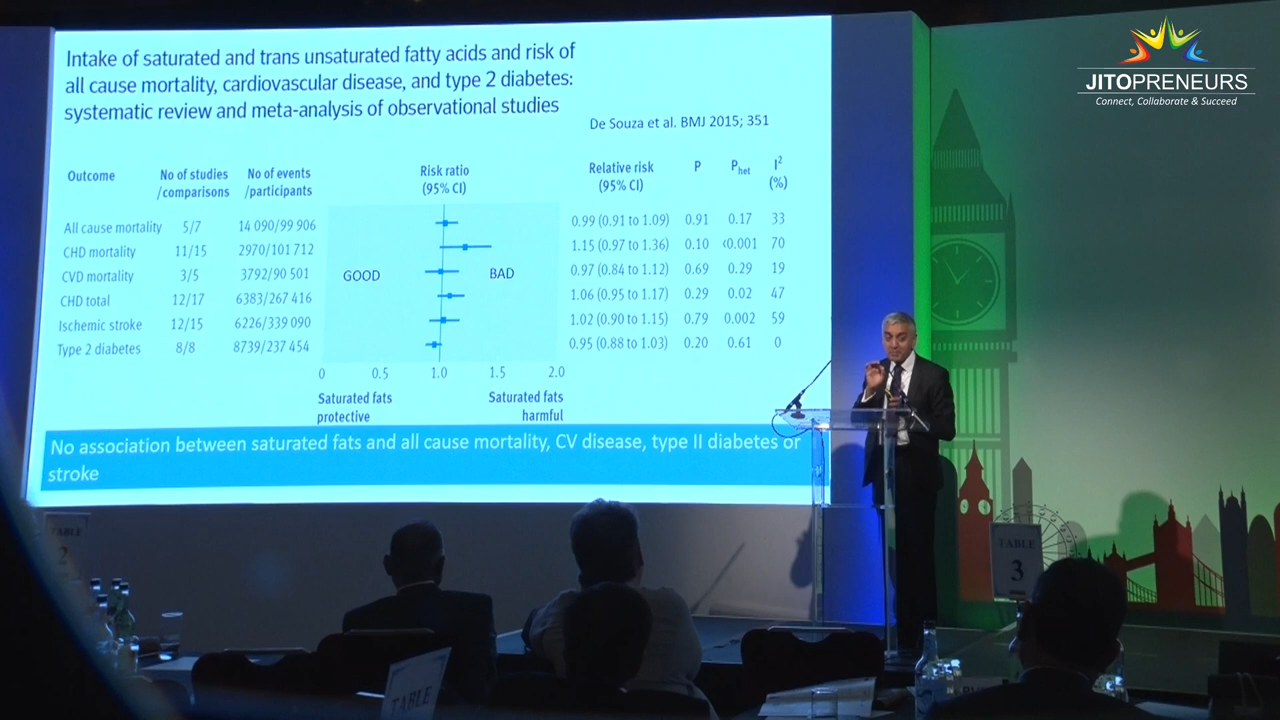 Intake of saturated and trans unsaturated fatty acids and risk of
all cause mortality, cardiovascular disease, and type 2 diabetes:
systematic review and meta-analysis of observational studies
De Souza et al. BMJ 2015; 351
Outcome
No of studies
/comparisons
No of events
/participants
Risk ratio
(95% CI)
Relative risk
(95% CI)
P
Phet
I²
(%)
All cause mortality 5/7 14 090/99 906 0.99 (0.91 to 1.09) 0.91 0.17 33
CHD mortality 11/15 2970/101 712 1.15 (0.97 to 1.36) 0.10 <0.001 70
CVD mortality 3/5 3792/90 501 GOOD BAD 0.97 (0.84 to 1.12) 0.69 0.29 19
CHD total 12/17 6383/267 416 1.06 (0.95 to 1.17) 0.29 0.02 47
Ischemic stroke 12/15 6226/339 090 1.02 (0.90 to 1.15) 0.79 0.002 59
Type 2 diabetes 8/8 8739/237 454 0.95 (0.88 to 1.03) 0.20 0.61 0
0 0.5 1.0 1.5 2.0
Saturated fats
protective
Saturated fats
harmful
No association between saturated fats and all cause mortality, CV disease, type II diabetes or
stroke
JITOPRENEURS
Connect, Collaborate & Succeed
TABLE
2
TABLE
3
TABLE